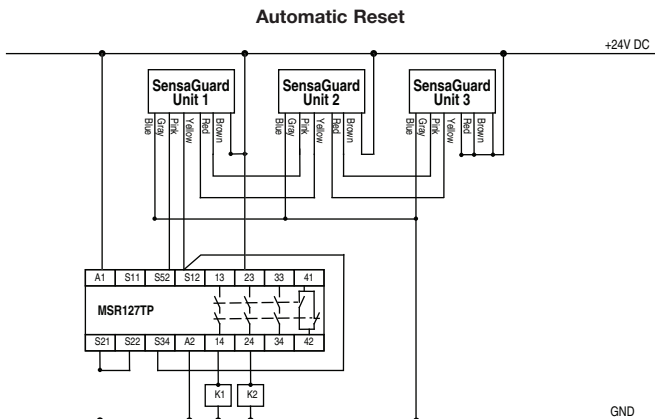 Automatic Reset
+24V DC
SensaGuard
Unit 1
SensaGuard
Unit 2
SensaGuard
Unit 3
Blue
Gray
Pink
Yellow
Red
Brown
Blue
Gray
Pink
Yellow
Red
Brown
Blue
Gray
Pink
Yellow
Red
Brown
A1 S11 S52 S12 13 23 33 41
MSR127TP
S21 S22 S34 A2 14 24 34 42
K1 K2
GND